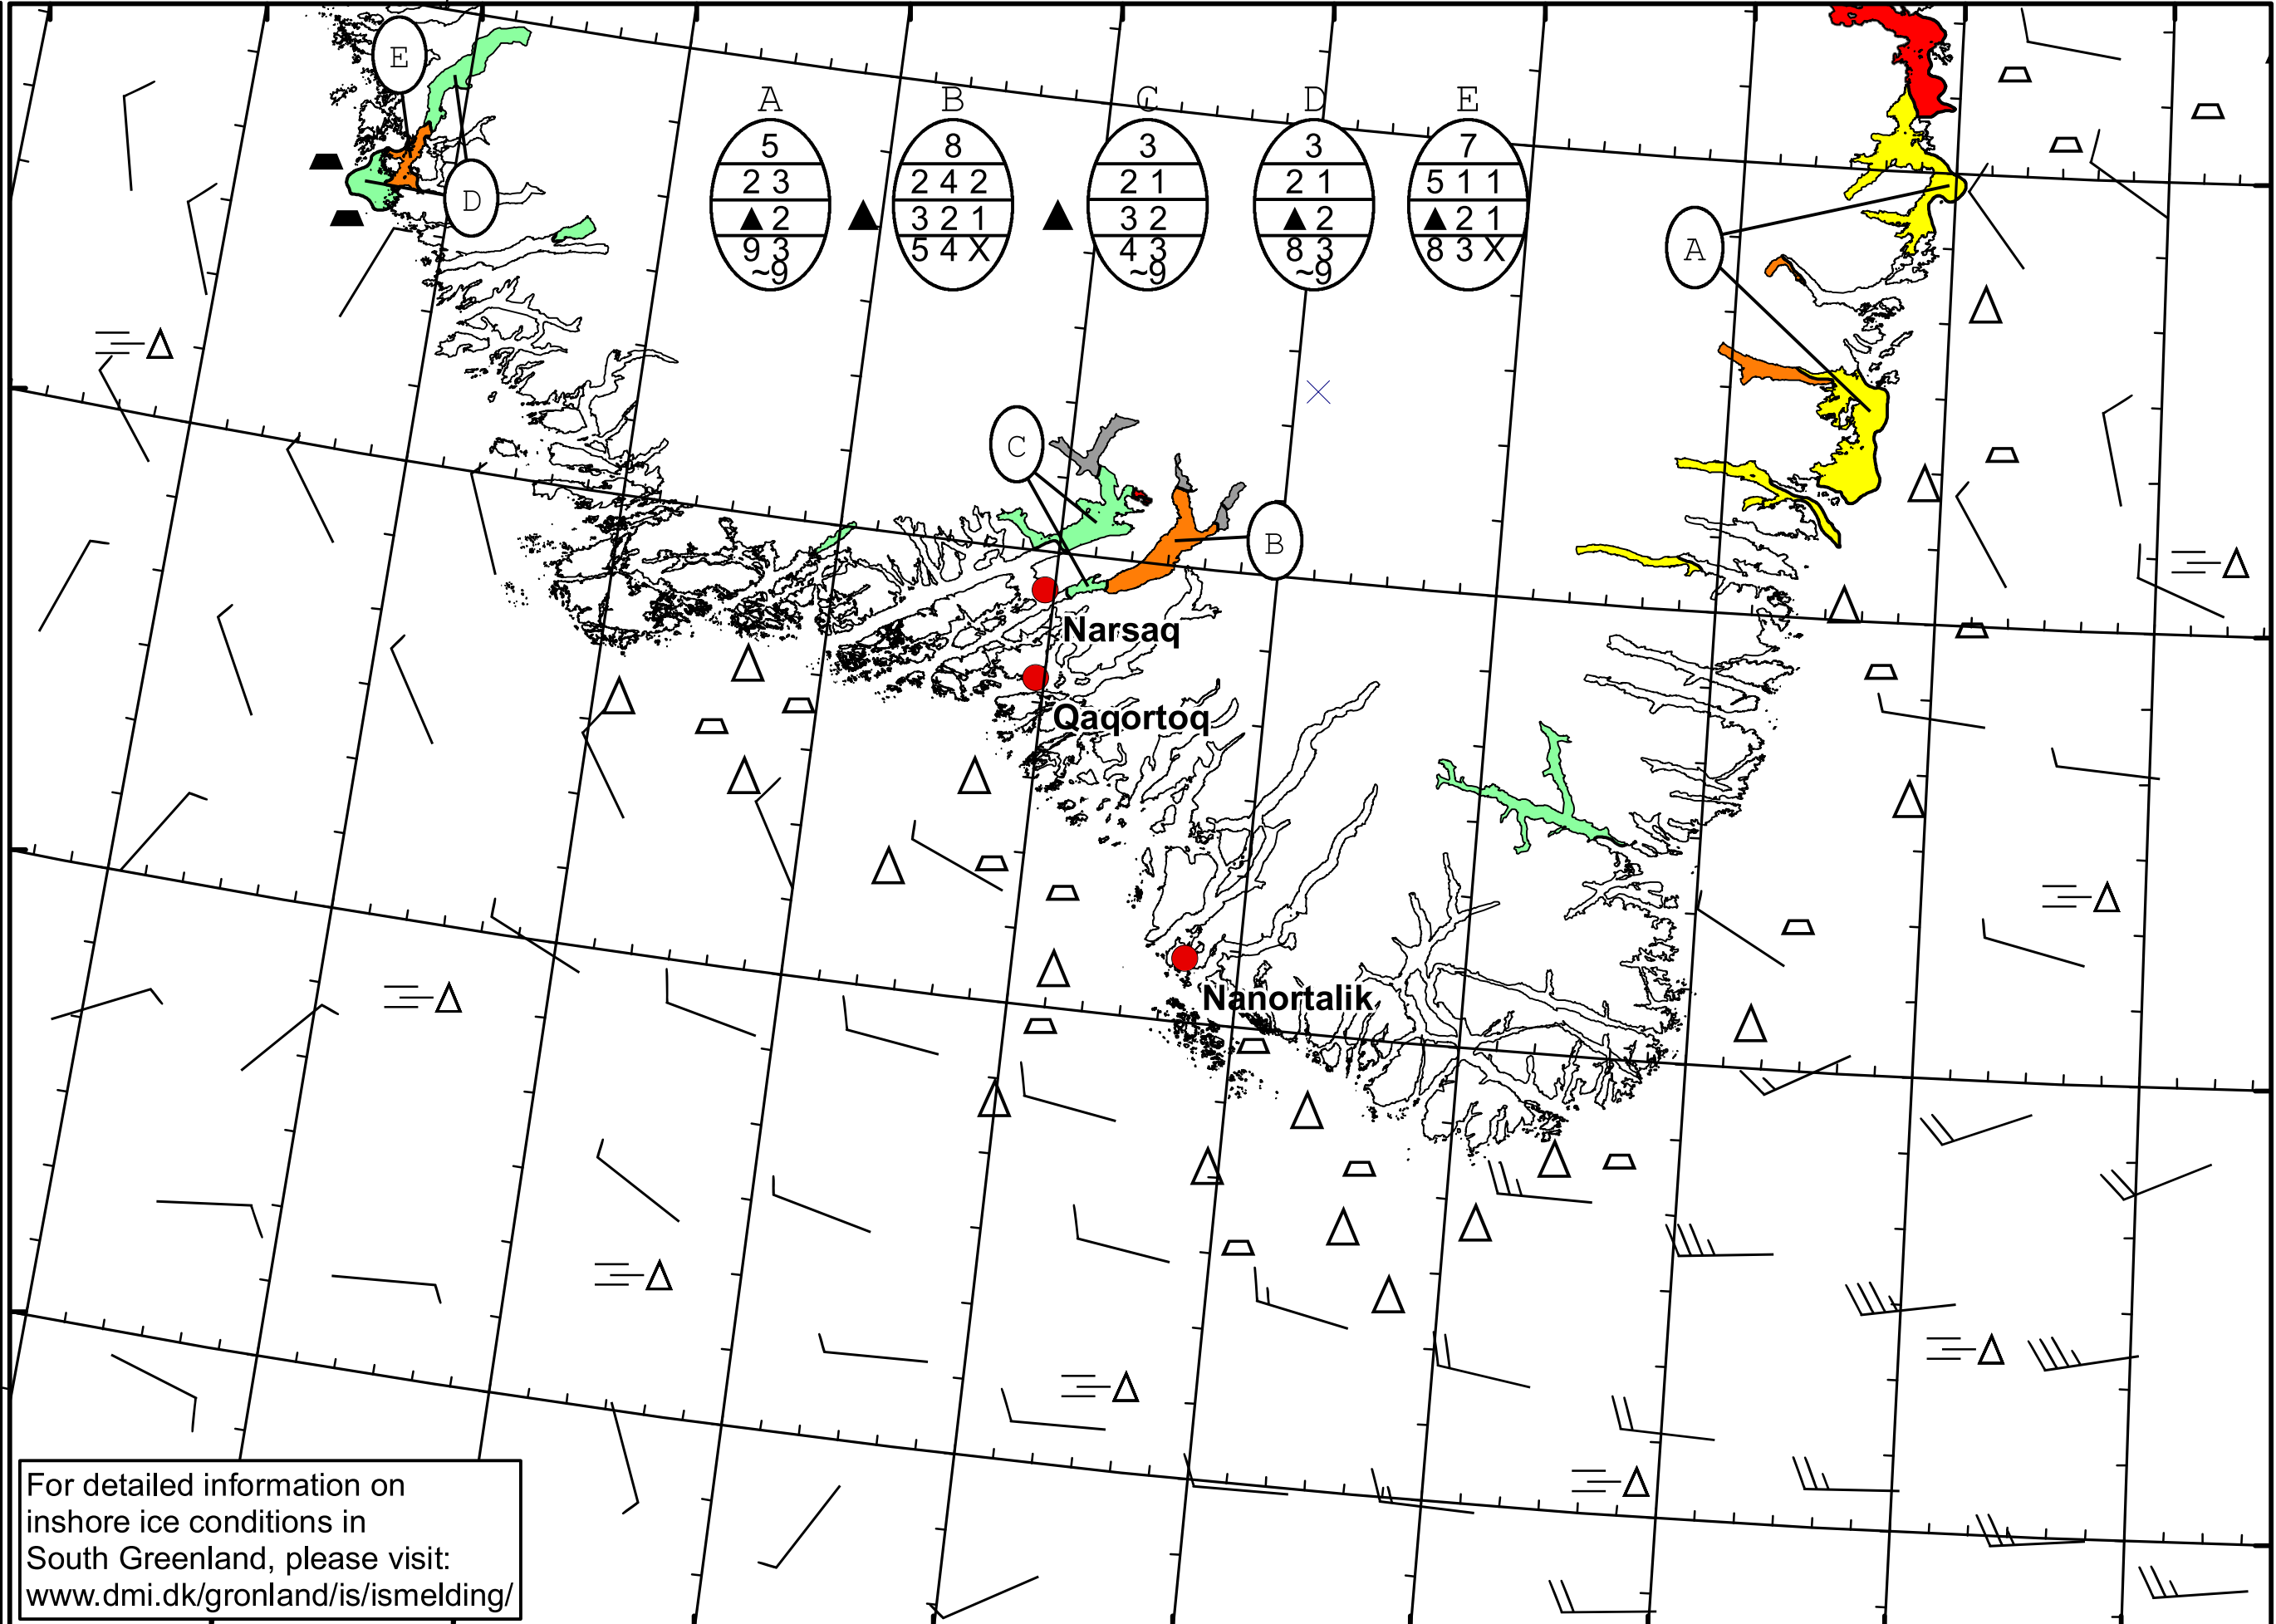 E
A B C D E
5 8 3 3 7
2 3 2 4 2 2 1 2 1 5 1 1
▲ 2 ▲ 3 2 1 ▲ 3 2 ▲ 2 ▲ 2 1
9 3 5 4 X 4 3 8 3 8 3 X
~9 ~9 ~9
D
A
C
B
Narsaq
Qaqortoq
Nanortalik
For detailed information on
inshore ice conditions in
South Greenland, please visit:
www.dmi.dk/gronland/is/ismelding/